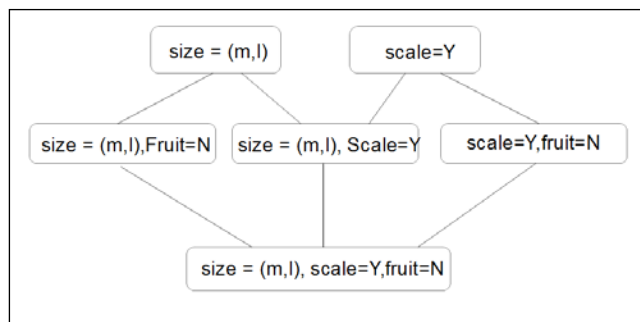 size = (m,l)
scale=Y
size = (m,l),Fruit=N
size = (m,l), Scale=Y
scale=Y,fruit=N
size = (m,l), scale=Y,fruit=N